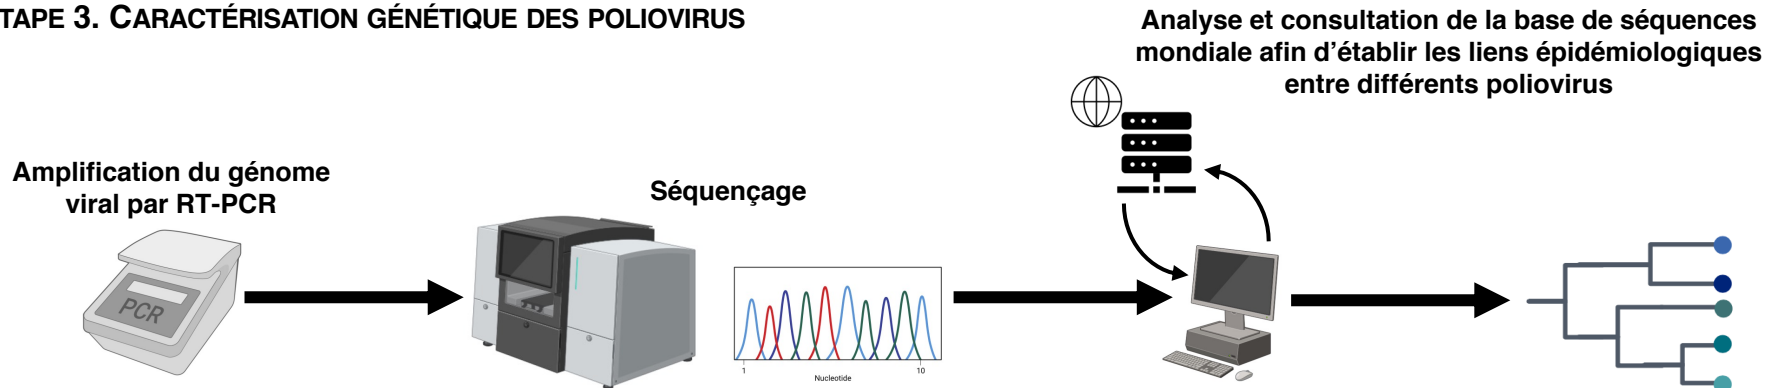 TAPE 3. CARACTÉRISATION GÉNÉTIQUE DES POLIOVIRUS
Analyse et consultation de la base de séquences
mondiale afin d'établir les liens épidémiologiques
entre différents poliovirus
Amplification du génome
viral par RT-PCR
Séquençage
PCR
1
10
Nucleotide